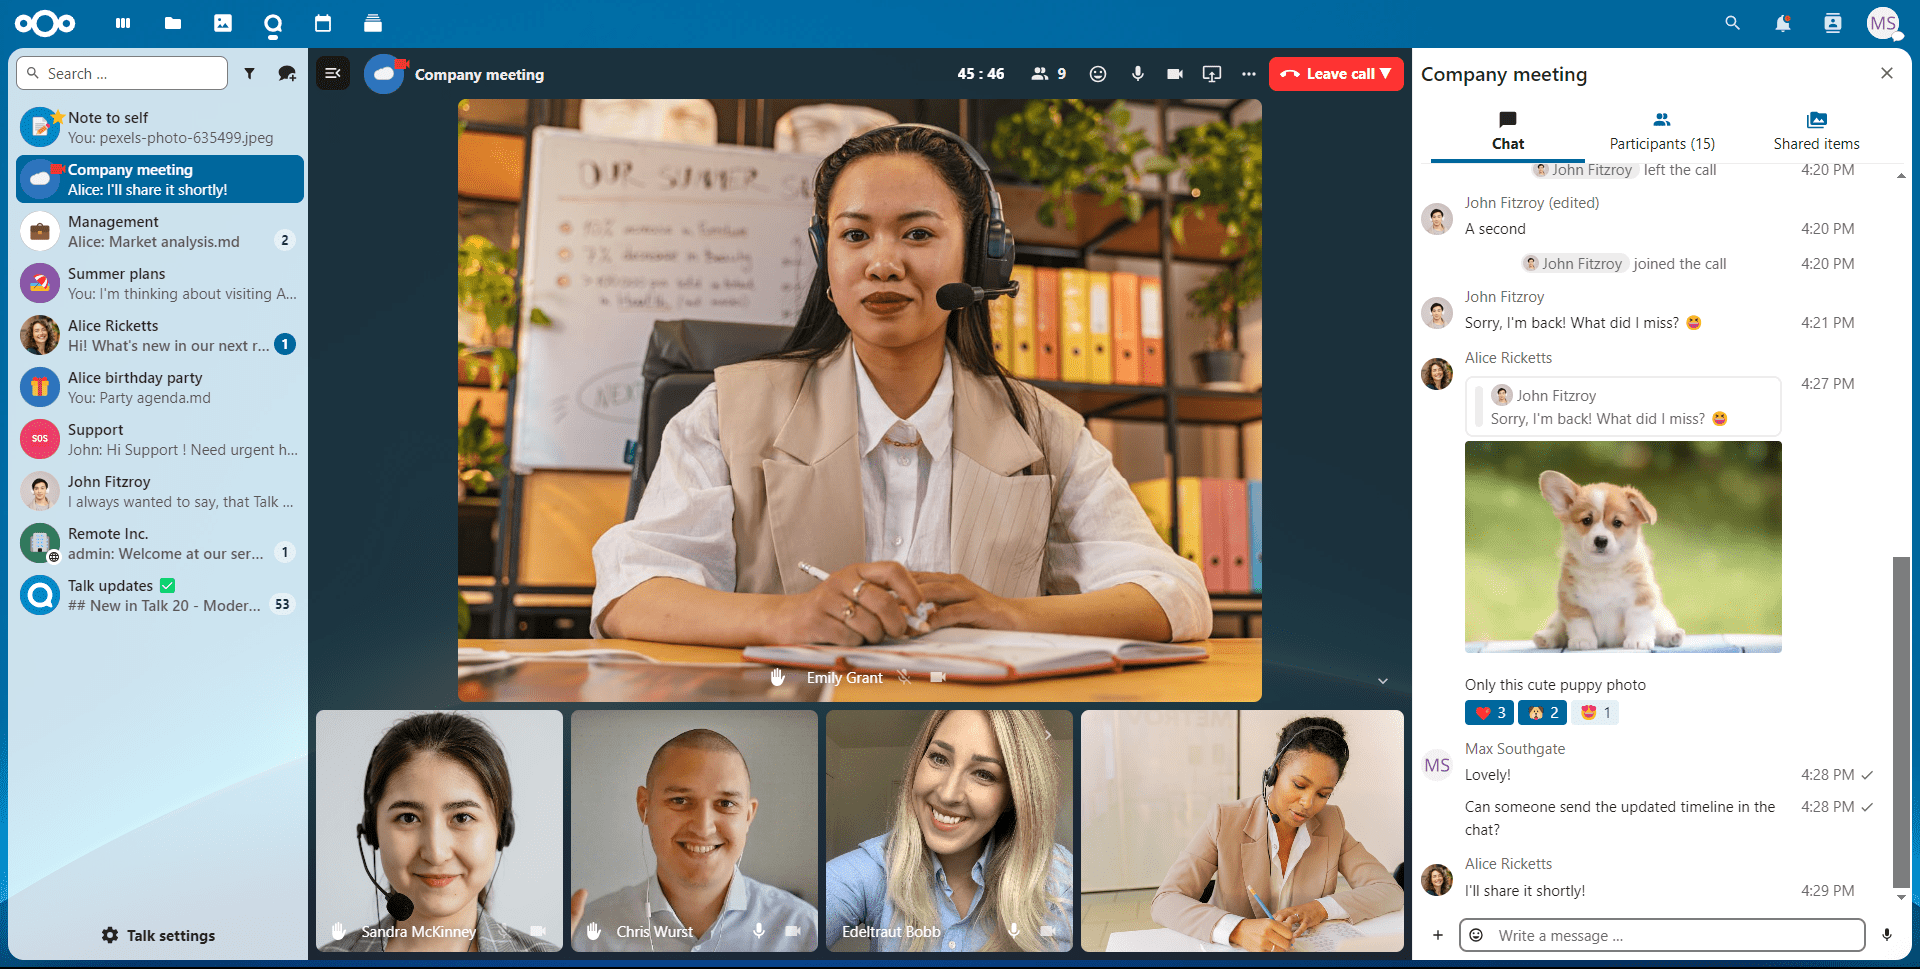 MS
Search ...
Note to self
You: pexels-photo-635499.jpeg
Company meeting
Alice: I'll share it shortly!
Management
Alice: Market analysis.md
2
Summer plans
You: I'm thinking about visiting A...
Alice Ricketts
Hi! What's new in our next r...
1
Alice birthday party
You: Party agenda.md
SOS
Support
John: Hi Support ! Need urgent h...
John Fitzroy
I always wanted to say, that Talk ...
Remote Inc.
admin: Welcome at our ser...
1
Talk updates ✅
## New in Talk 20 - Moder...
53
Talk settings
Company meeting
45 : 46
9
Leave call
OUR SUMMER
Emily Grant
Sandra McKinney
Chris Wurst
Edeltraut Bobb
Company meeting
Chat
Participants (15)
Shared items
John Fitzroy left the call 4:20 PM
John Fitzroy (edited)
A second 4:20 PM
John Fitzroy joined the call 4:20 PM
John Fitzroy
Sorry, I'm back! What did I miss? 😝 4:21 PM
Alice Ricketts
4:27 PM
John Fitzroy
Sorry, I'm back! What did I miss? 😝
Only this cute puppy photo
❤️ 3 🐶 2 😍 1
MS
Max Southgate
Lovely! 4:28 PM
Can someone send the updated timeline in the 4:28 PM
chat?
Alice Ricketts
I'll share it shortly! 4:29 PM
Write a message ...